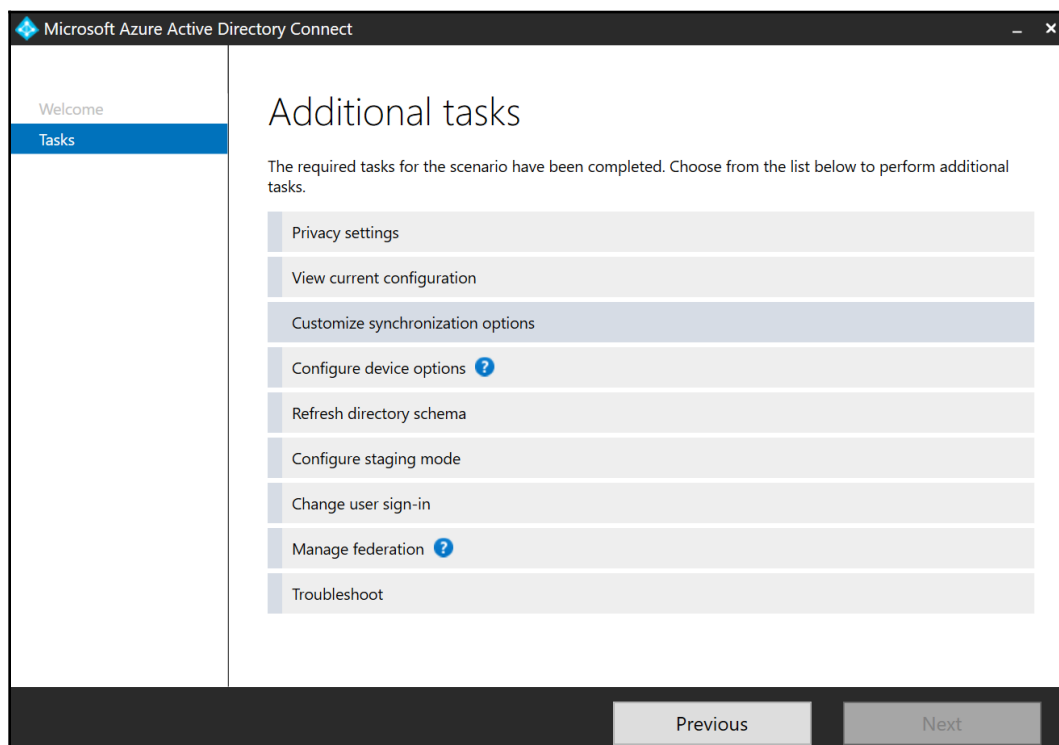 Microsoft Azure Active Directory Connect
Welcome
Tasks
Additional tasks
The required tasks for the scenario have been completed. Choose from the list below to perform additional
tasks.
Privacy settings
View current configuration
Customize synchronization options
Configure device options ?
Refresh directory schema
Configure staging mode
Change user sign-in
Manage federation ?
Troubleshoot
Previous
Next